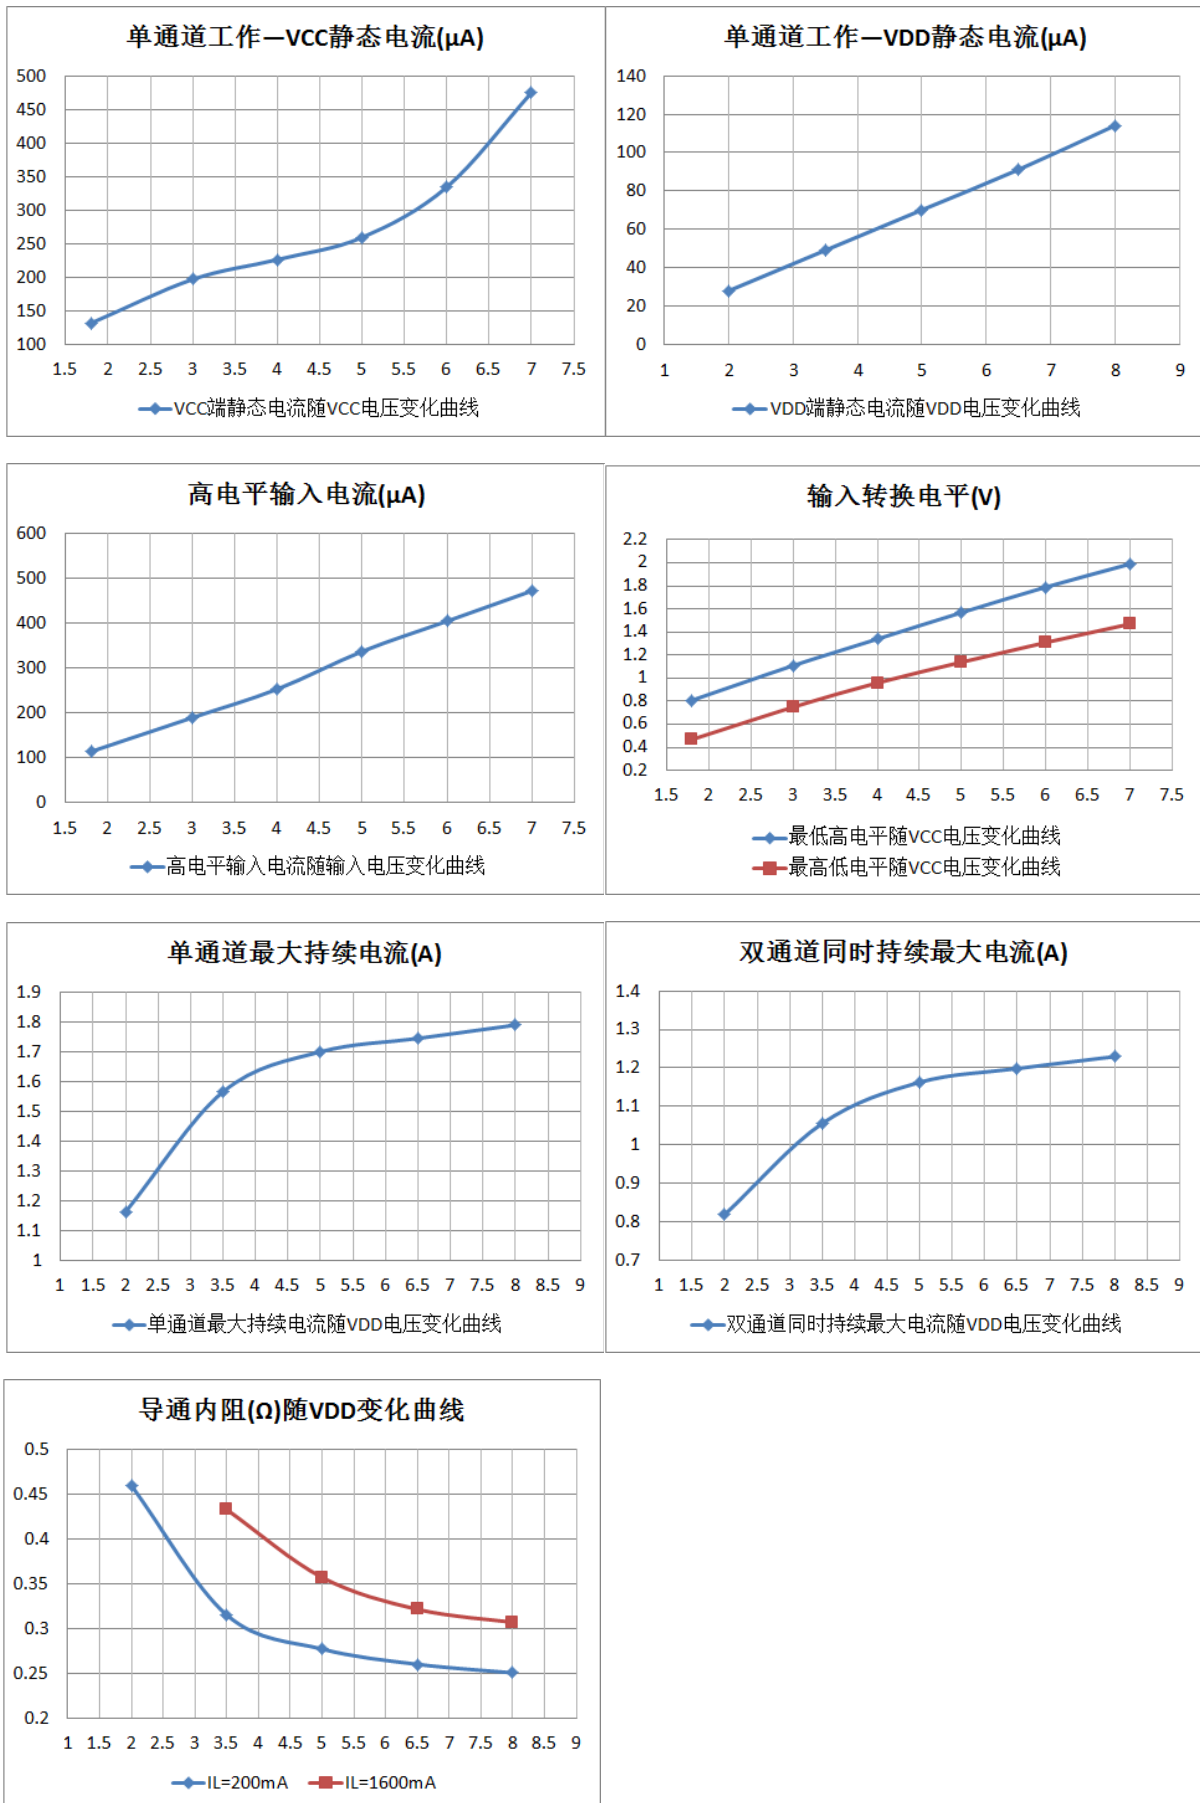 单通道工作—VCC静态电流(μA)
500
450
400
350
300
250
200
150
100
1.5 2 2.5 3 3.5 4 4.5 5 5.5 6 6.5 7 7.5
VCC端静态电流随VCC电压变化曲线
单通道工作—VDD静态电流(μA)
140
120
100
80
60
40
20
0
1 2 3 4 5 6 7 8 9
VDD端静态电流随VDD电压变化曲线
高电平输入电流(μA)
600
500
400
300
200
100
0
1.5 2 2.5 3 3.5 4 4.5 5 5.5 6 6.5 7 7.5
高电平输入电流随输入电压变化曲线
输入转换电平(V)
2.2
2
1.8
1.6
1.4
1.2
1
0.8
0.6
0.4
0.2
1.5 2 2.5 3 3.5 4 4.5 5 5.5 6 6.5 7 7.5
最低高电平随VCC电压变化曲线
最高低电平随VCC电压变化曲线
单通道最大持续电流(A)
1.9
1.8
1.7
1.6
1.5
1.4
1.3
1.2
1.1
1
1 1.5 2 2.5 3 3.5 4 4.5 5 5.5 6 6.5 7 7.5 8 8.5 9
单通道最大持续电流随VDD电压变化曲线
双通道同时持续最大电流(A)
1.4
1.3
1.2
1.1
1
0.9
0.8
0.7
1 1.5 2 2.5 3 3.5 4 4.5 5 5.5 6 6.5 7 7.5 8 8.5 9
双通道同时持续最大电流随VDD电压变化曲线
导通内阻(Ω)随VDD变化曲线
0.5
0.45
0.4
0.35
0.3
0.25
0.2
1 1.5 2 2.5 3 3.5 4 4.5 5 5.5 6 6.5 7 7.5 8 8.5 9
IL=200mA IL=1600mA